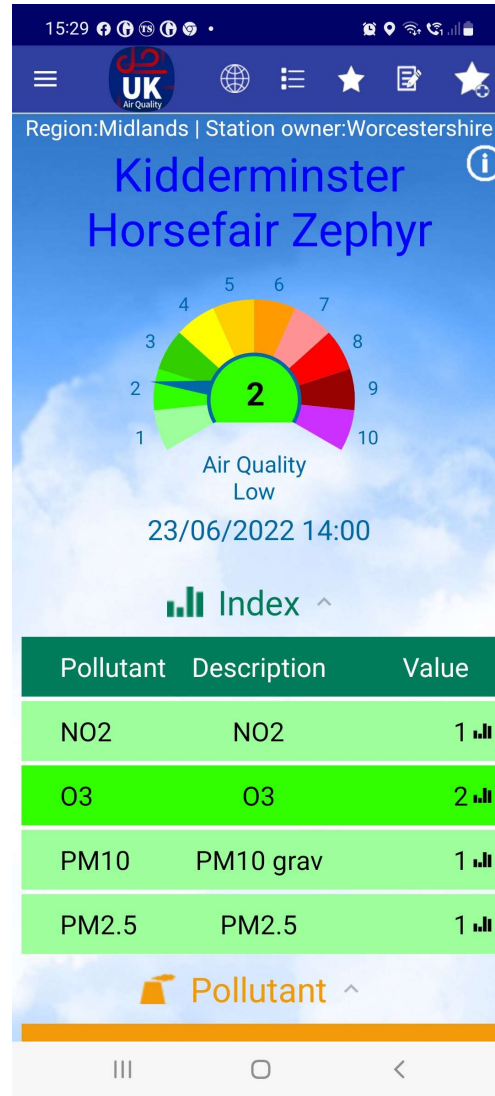 15:29
UK
Air Quality
Region:Midlands | Station owner:Worcestershire
Kidderminster
Horsefair Zephyr
5 6
4 7
3 8
2 2 9
1 10
Air Quality
Low
23/06/2022 14:00
Index
Pollutant Description Value
NO2 NO2 1
O3 O3 2
PM10 PM10 grav 1
PM2.5 PM2.5 1
Pollutant